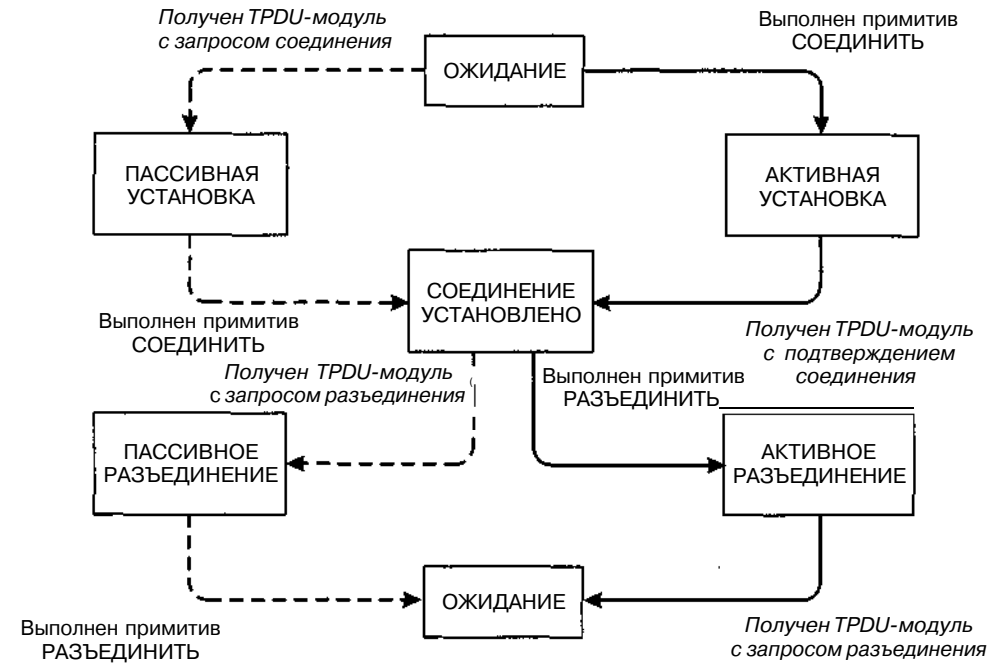 Получен TPDU-модуль
с запросом соединения
Выполнен примитив
СОЕДИНИТЬ
ОЖИДАНИЕ
ПАССИВНАЯ
УСТАНОВКА
АКТИВНАЯ
УСТАНОВКА
СОЕДИНЕНИЕ
УСТАНОВЛЕНО
Выполнен примитив
СОЕДИНИТЬ
Получен TPDU-модуль
с подтверждением
соединения
Получен TPDU-модуль
с запросом разъединения
Выполнен примитив
РАЗЪЕДИНИТЬ
ПАССИВНОЕ
РАЗЪЕДИНЕНИЕ
АКТИВНОЕ
РАЗЪЕДИНЕНИЕ
ОЖИДАНИЕ
Выполнен примитив
РАЗЪЕДИНИТЬ
Получен TPDU-модуль
с запросом разъединения